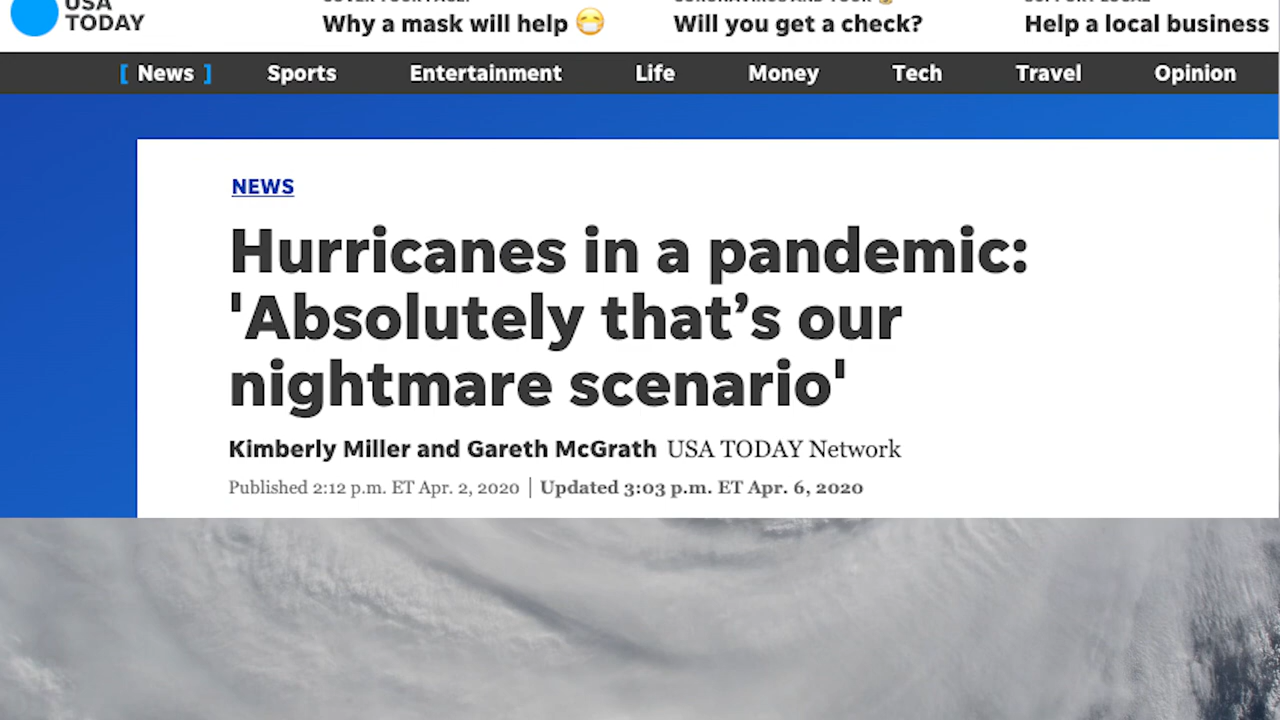 USA
TODAY
Why a mask will help 😷
Will you get a check?
Help a local business
[ News ]
Sports
Entertainment
Life
Money
Tech
Travel
Opinion
NEWS
Hurricanes in a pandemic:
'Absolutely that’s our
nightmare scenario'
Kimberly Miller and Gareth McGrath USA TODAY Network
Published 2:12 p.m. ET Apr. 2, 2020 | Updated 3:03 p.m. ET Apr. 6, 2020